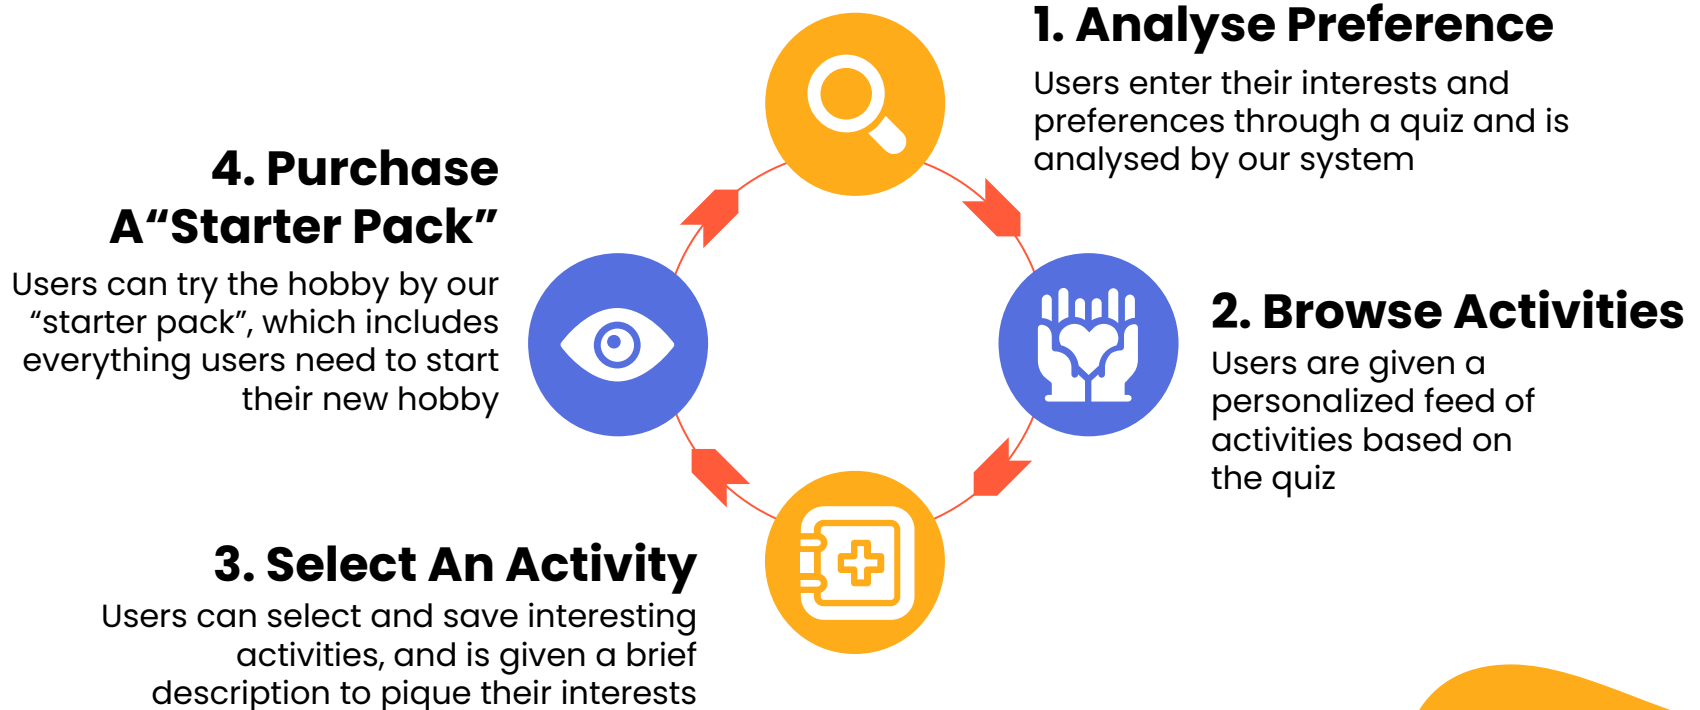 1. Analyse Preference
Users enter their interests and
preferences through a quiz and is
analysed by our system
2. Browse Activities
Users are given a
personalized feed of
activities based on
the quiz
3. Select An Activity
Users can select and save interesting
activities, and is given a brief
description to pique their interests
4. Purchase
A“Starter Pack”
Users can try the hobby by our
“starter pack”, which includes
everything users need to start
their new hobby